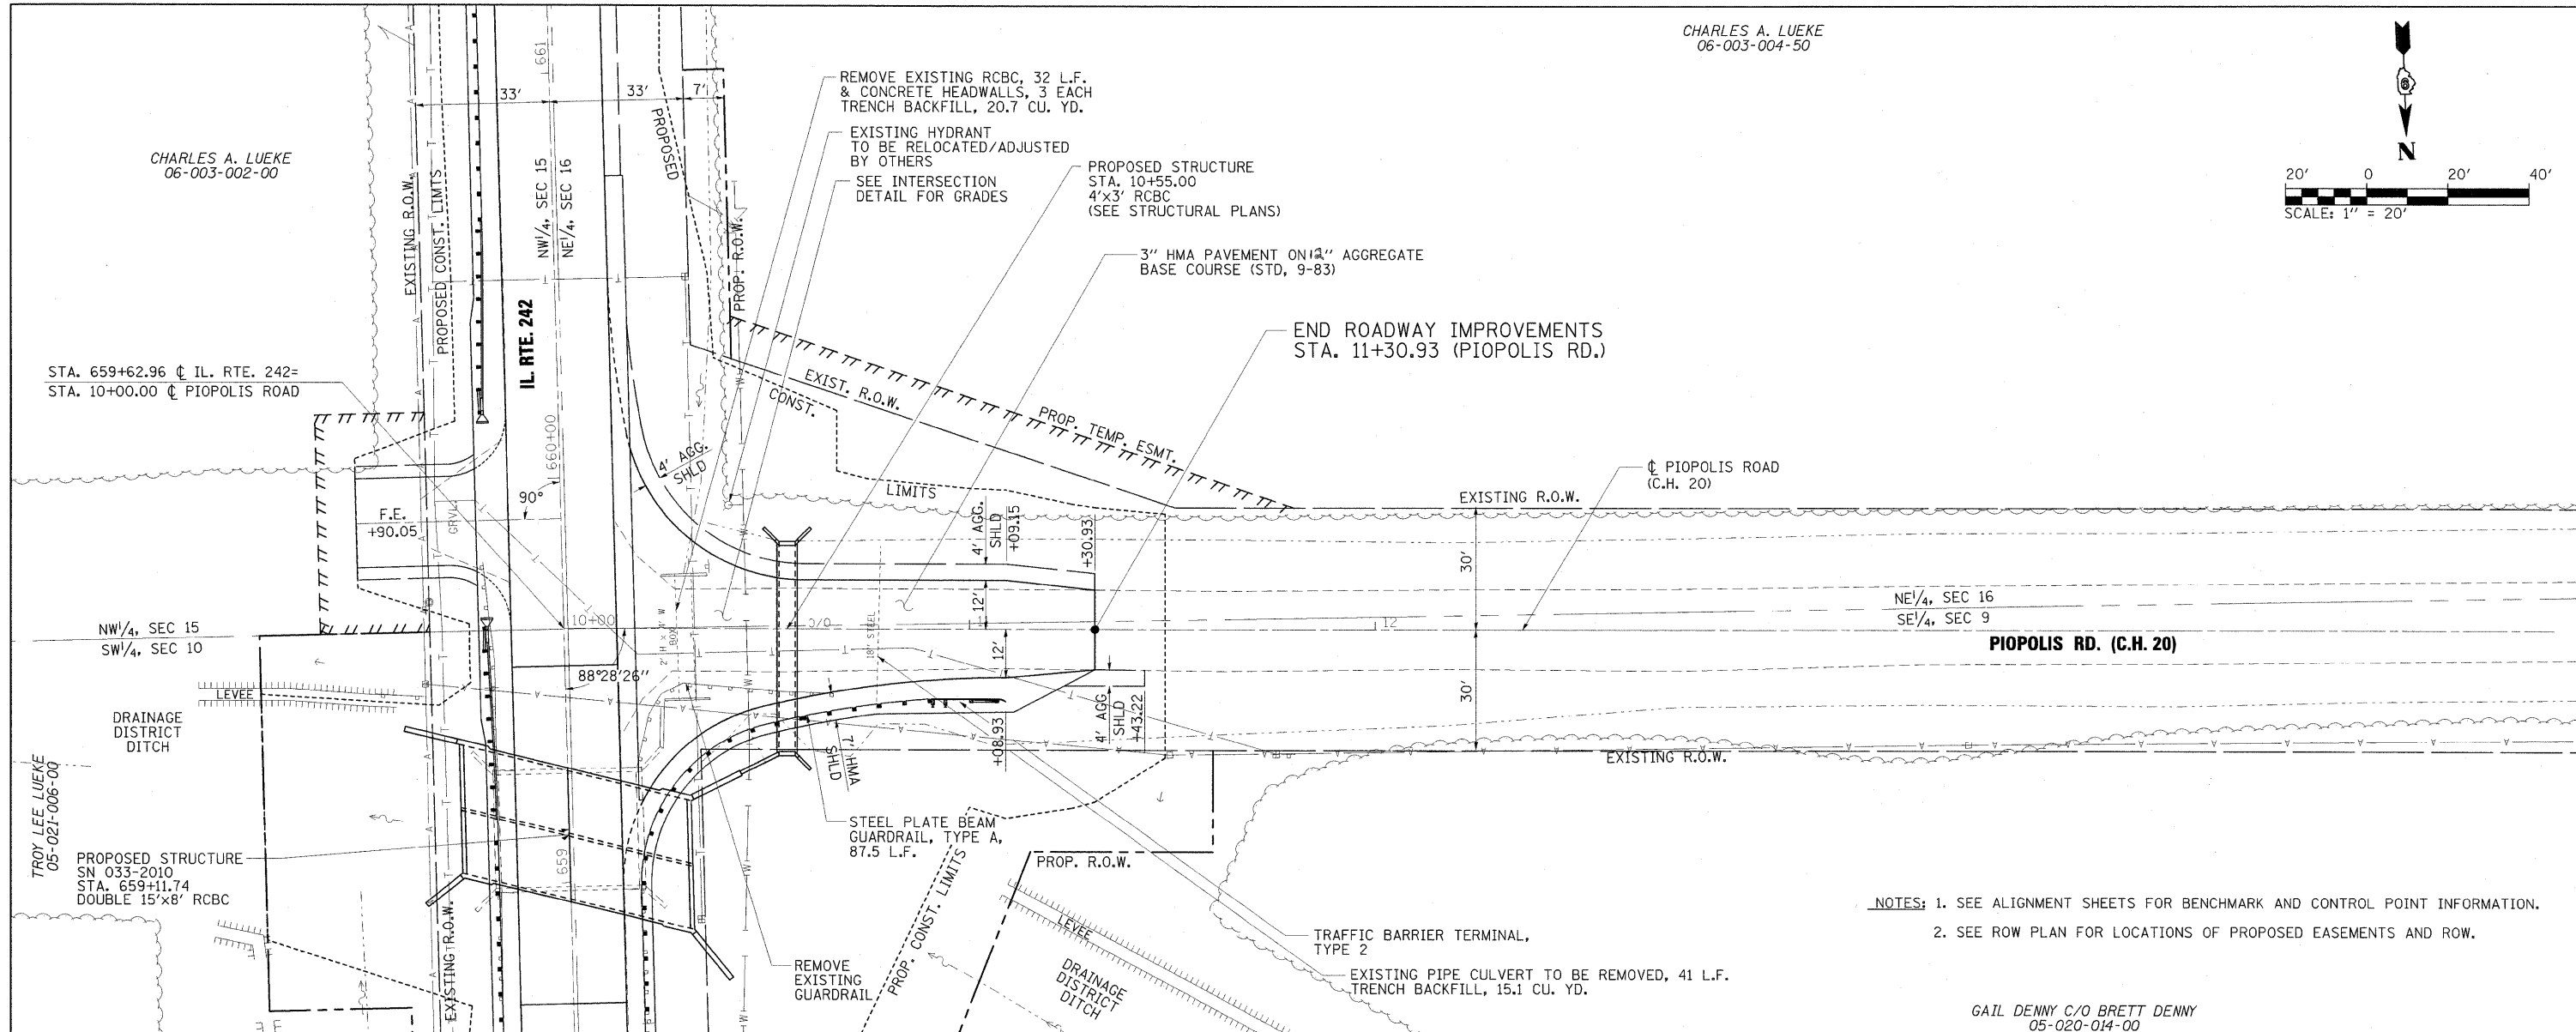 CHARLES A. LUEKE
06-003-004-50
N
20' 0 20' 40'
SCALE: 1" = 20'
661
33' 33' 7'
REMOVE EXISTING RCBC, 32 L.F.
& CONCRETE HEADWALLS, 3 EACH
TRENCH BACKFILL, 20.7 CU. YD.
EXISTING HYDRANT
TO BE RELOCATED/ADJUSTED
BY OTHERS
SEE INTERSECTION
DETAIL FOR GRADES
PROPOSED STRUCTURE
STA. 10+55.00
4'x3' RCBC
(SEE STRUCTURAL PLANS)
3" HMA PAVEMENT ON 12" AGGREGATE
BASE COURSE (STD, 9-83)
END ROADWAY IMPROVEMENTS
STA. 11+30.93 (PIOPOLIS RD.)
CHARLES A. LUEKE
06-003-002-00
EXISTING R.O.W.
PROPOSED CONST. LIMTS
NW1/4, SEC 15
NE1/4, SEC 16
PROPOSED
PROP. R.O.W.
IL. RTE. 242
STA. 659+62.96 ℄ IL. RTE. 242=
STA. 10+00.00 ℄ PIOPOLIS ROAD
EXIST. R.O.W.
CONST.
PROP. TEMP. ESMT.
LIMITS
660+00
90°
4' AGG.
SHLD
F.E.
+90.05
GRVL.
4' AGG.
SHLD
+09.15
+30.93
℄ PIOPOLIS ROAD
(C.H. 20)
EXISTING R.O.W.
30'
30'
12'
12'
10+00
12
18" STEEL
NE1/4, SEC 16
SE1/4, SEC 9
PIOPOLIS RD. (C.H. 20)
NW1/4, SEC 15
SW1/4, SEC 10
88°28'26"
LEVEE
DRAINAGE
DISTRICT
DITCH
TROY LEE LUEKE
05-021-006-00
+08.93
4' AGG
SHLD
+43.22
7' HMA
SHLD
EXISTING R.O.W.
PROPOSED STRUCTURE
SN 033-2010
STA. 659+11.74
DOUBLE 15'x8' RCBC
659
EXISTING R.O.W.
STEEL PLATE BEAM
GUARDRAIL, TYPE A,
87.5 L.F.
REMOVE
EXISTING
GUARDRAIL
PROP. CONST. LIMITS
PROP. R.O.W.
LEVEE
DRAINAGE
DISTRICT
DITCH
TRAFFIC BARRIER TERMINAL,
TYPE 2
EXISTING PIPE CULVERT TO BE REMOVED, 41 L.F.
TRENCH BACKFILL, 15.1 CU. YD.
NOTES: 1. SEE ALIGNMENT SHEETS FOR BENCHMARK AND CONTROL POINT INFORMATION.
2. SEE ROW PLAN FOR LOCATIONS OF PROPOSED EASEMENTS AND ROW.
GAIL DENNY C/O BRETT DENNY
05-020-014-00